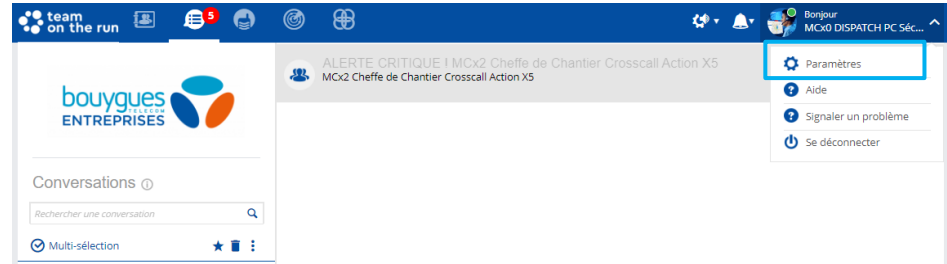 team
on the run
5
Bonjour
MCx0 DISPATCH PC Séc...
ALERTE CRITIQUE I MCx2 Cheffe de Chantier Crosscall Action X5
MCx2 Cheffe de Chantier Crosscall Action X5
Paramètres
Aide
Signaler un problème
Se déconnecter
bouygues
TELECOM
ENTREPRISES
Conversations
Rechercher une conversation
Multi-sélection